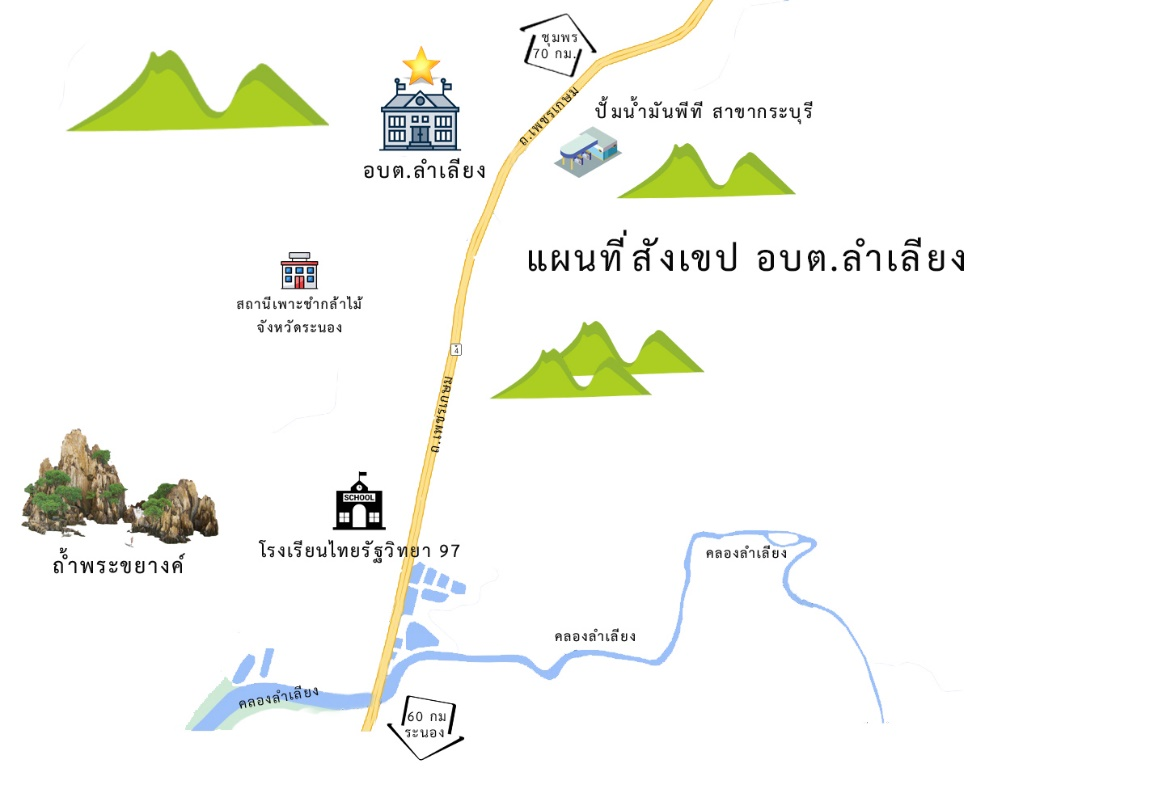 ชุมพร
70 กม.
ถ.เพชรเกษม
ปั้มน้ำมันพีที สาขากระบุรี
อบต.ลำเลียง
แผนที่สังเขป อบต.ลำเลียง
สถานีเพาะชำกล้าไม้
จังหวัดระนอง
4
ถ.เพชรเกษม
SCHOOL
โรงเรียนไทยรัฐวิทยา 97
ถ้ำพระขยางค์
คลองลำเลียง
คลองลำเลียง
คลองลำเลียง
60 กม
ระนอง